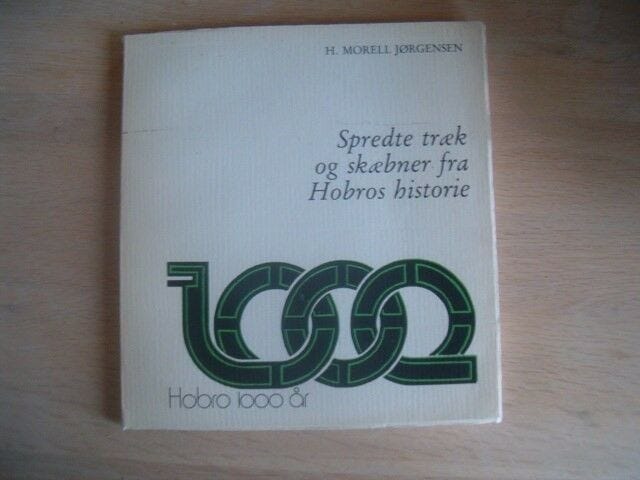 H. MORELL JØRGENSEN
Spredte træk
og skæbner fra
Hobros historie
1000
Hobro 1000 år